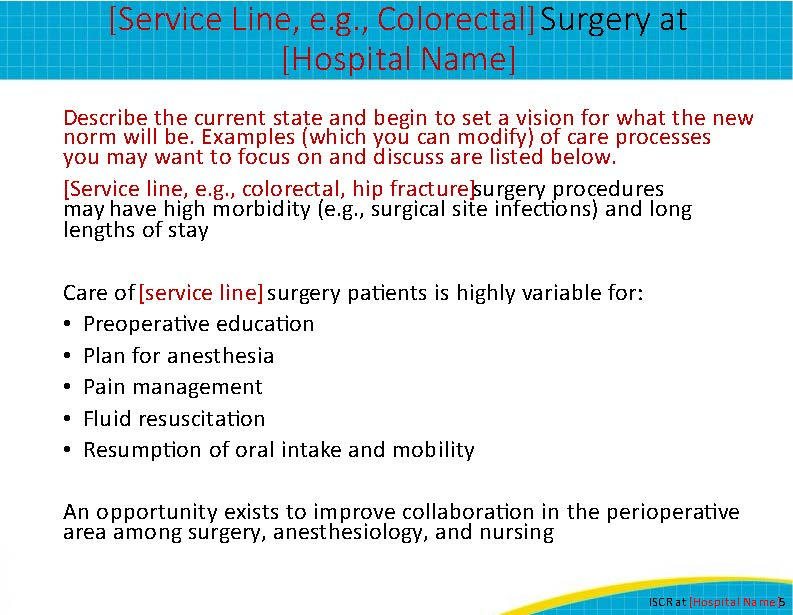 [Service Line, e.g., Colorectal] Surgery at
[Hospital Name]
Describe the current state and begin to set a vision for what the new
norm will be. Examples (which you can modify) of care processes
you may want to focus on and discuss are listed below.
[Service line, e.g., colorectal, hip fracture] surgery procedures
may have high morbidity (e.g., surgical site infections) and long
lengths of stay
Care of [service line] surgery patients is highly variable for:
• Preoperative education
• Plan for anesthesia
• Pain management
• Fluid resuscitation
• Resumption of oral intake and mobility
An opportunity exists to improve collaboration in the perioperative
area among surgery, anesthesiology, and nursing
ISCR at [Hospital Name] 5